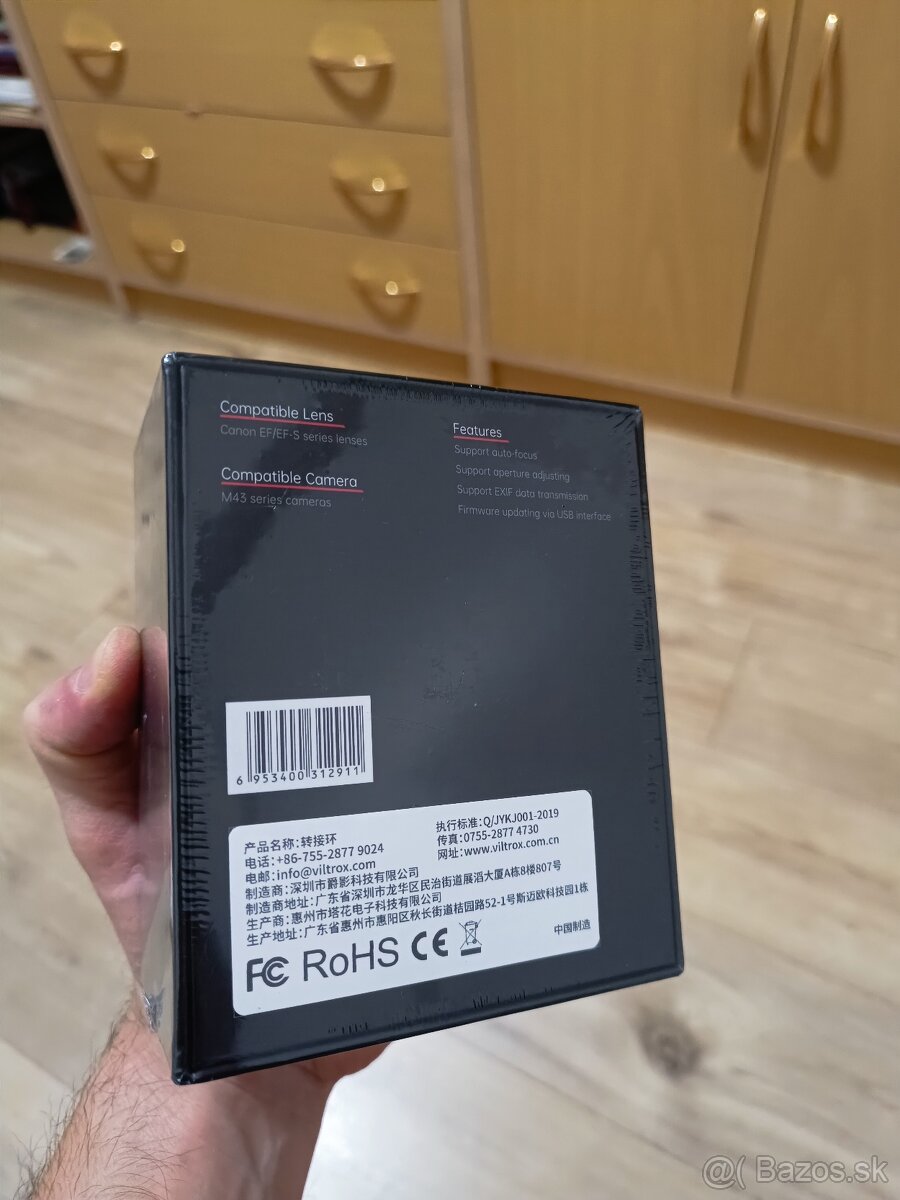 Compatible Lens
Canon EF/EF-S series lenses
Compatible Camera
M43 series cameras
Features
Support auto-focus
Support aperture adjusting
Support EXIF data transmission
Firmware updating via USB interface
6 953400 312911
产品名称:转接环
电话:+86-755-2877 9024
电邮:info@viltrox.com
执行标准:Q/JYKJ001-2019
传真:0755-2877 4730
网址:www.viltrox.com.cn
制造商:深圳市爵影科技有限公司
制造商地址:广东省深圳市龙华区民治街道展滔大厦A栋8楼807号
生产商:惠州市塔花电子科技有限公司
生产地址:广东省惠州市惠阳区秋长街道桔园路52-1号斯迈欧科技园1栋
FC RoHS CE
中国制造
@( Bazos.sk